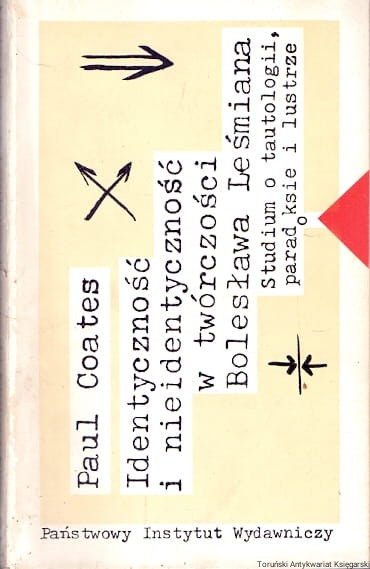 Paul Coates
Identyczność
i nieidentyczność
w twórczości
Bolesława Leśmiana
Studium o tautologii,
paradoksie i lustrze
Państwowy Instytut Wydawniczy
Toruński Antykwariat Księgarski